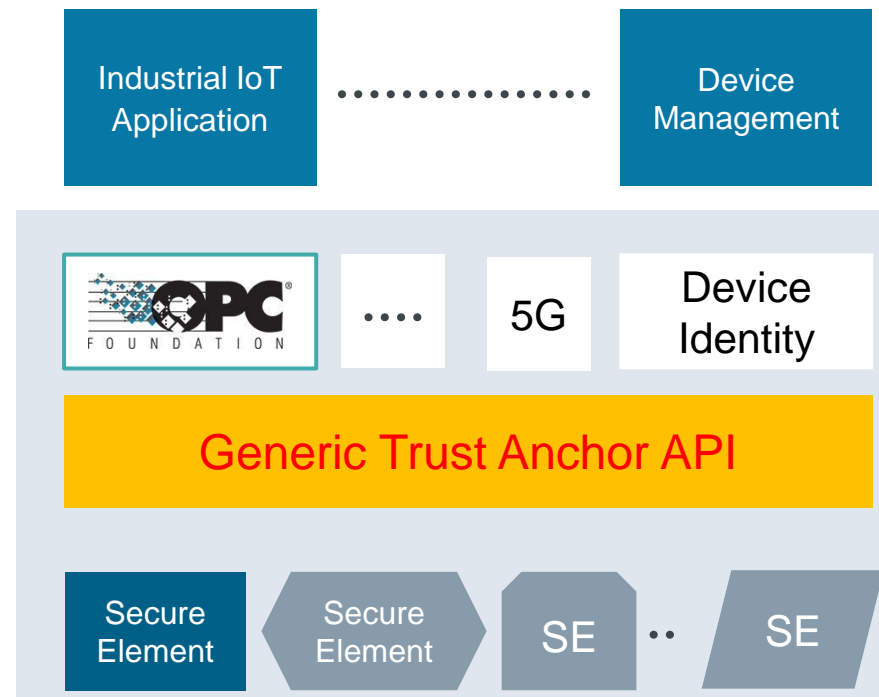 Industrial IoT
Application
................
Device
Management
OPC®
FOUNDATION
....
5G
Device
Identity
Generic Trust Anchor API
Secure
Element
Secure
Element
SE
..
SE